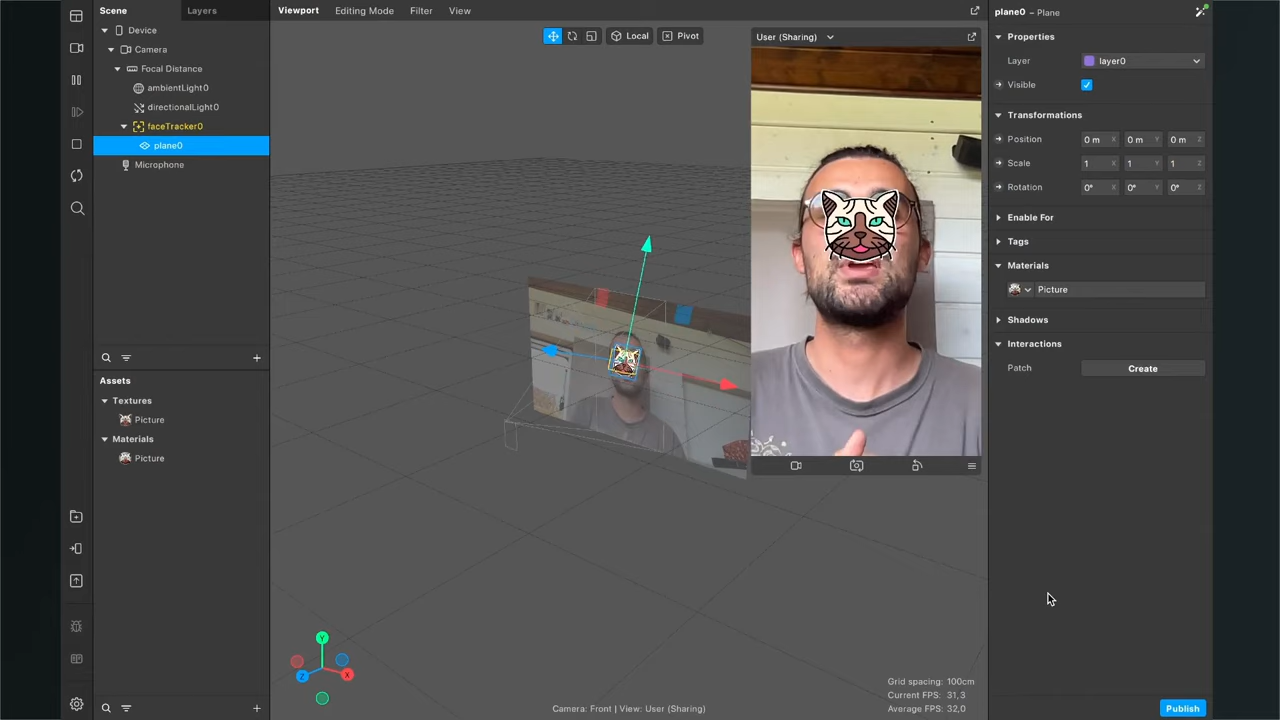 Scene
Layers
Device
Camera
Focal Distance
ambientLight0
directionalLight0
faceTracker0
plane0
Microphone
Assets
Textures
Picture
Materials
Picture
Viewport
Editing Mode
Filter
View
Local
Pivot
User (Sharing)
Grid spacing: 100cm
Current FPS: 31,3
Average FPS: 32,0
Camera: Front | View: User (Sharing)
Y
Z
X
plane0 – Plane
Properties
Layer
layer0
Visible
Transformations
Position
0 m X
0 m Y
0 m Z
Scale
1 X
1 Y
1 Z
Rotation
0° X
0° Y
0° Z
Enable For
Tags
Materials
Picture
Shadows
Interactions
Patch
Create
Publish